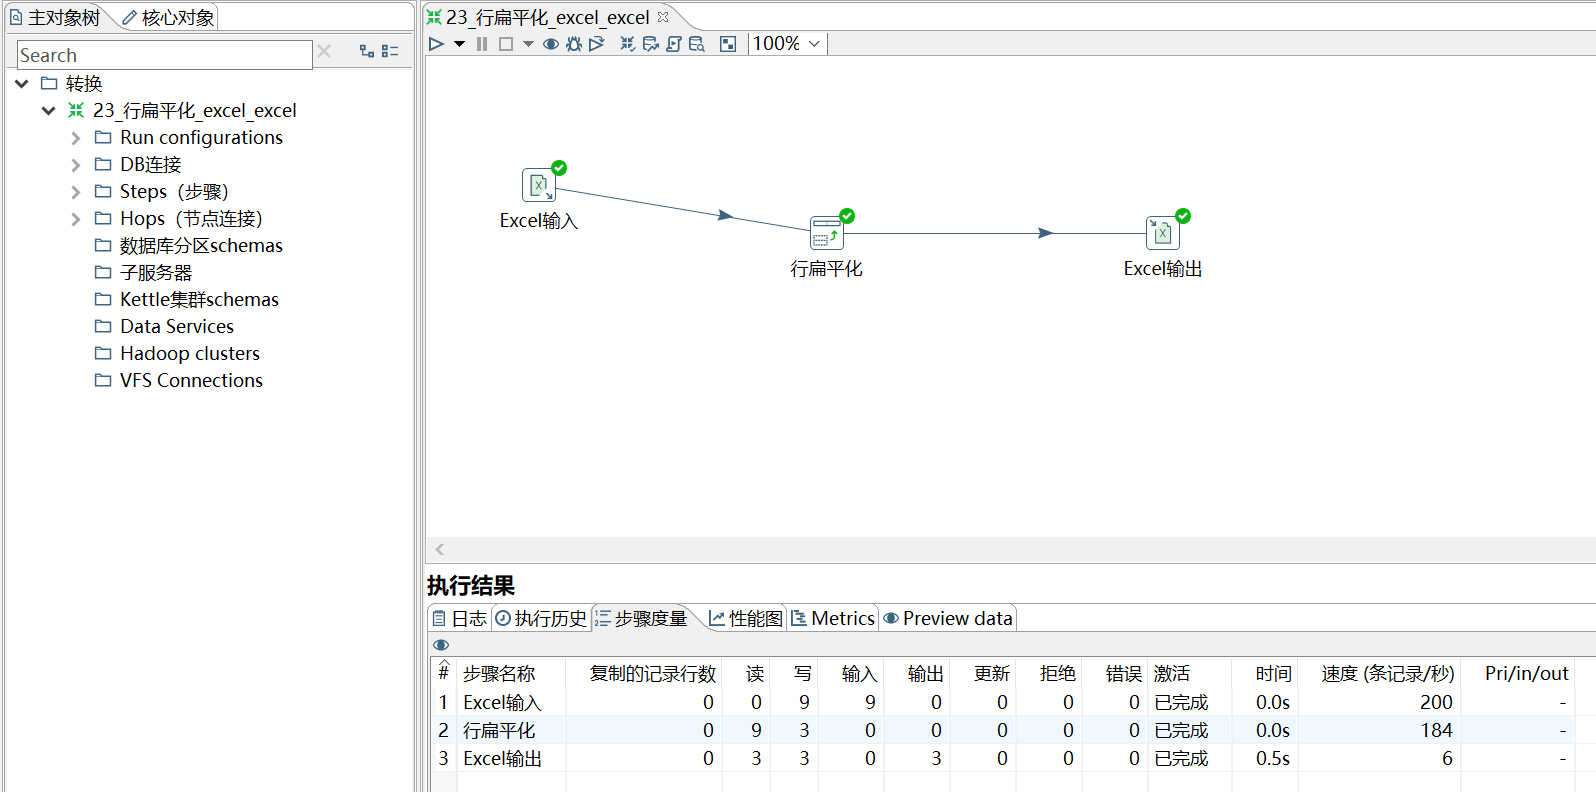 主对象树 核心对象
Search
转换
23_行扁平化_excel_excel
Run configurations
DB连接
Steps（步骤）
Hops（节点连接）
数据库分区schemas
子服务器
Kettle集群schemas
Data Services
Hadoop clusters
VFS Connections
23_行扁平化_excel_excel
100%
Excel输入
行扁平化
Excel输出
执行结果
日志 执行历史 步骤度量 性能图 Metrics Preview data
# 步骤名称 复制的记录行数 读 写 输入 输出 更新 拒绝 错误 激活 时间 速度 (条记录/秒) Pri/in/out
1 Excel输入 0 0 9 9 0 0 0 0 已完成 0.0s 200 -
2 行扁平化 0 9 3 0 0 0 0 0 已完成 0.0s 184 -
3 Excel输出 0 3 3 0 3 0 0 0 已完成 0.5s 6 -